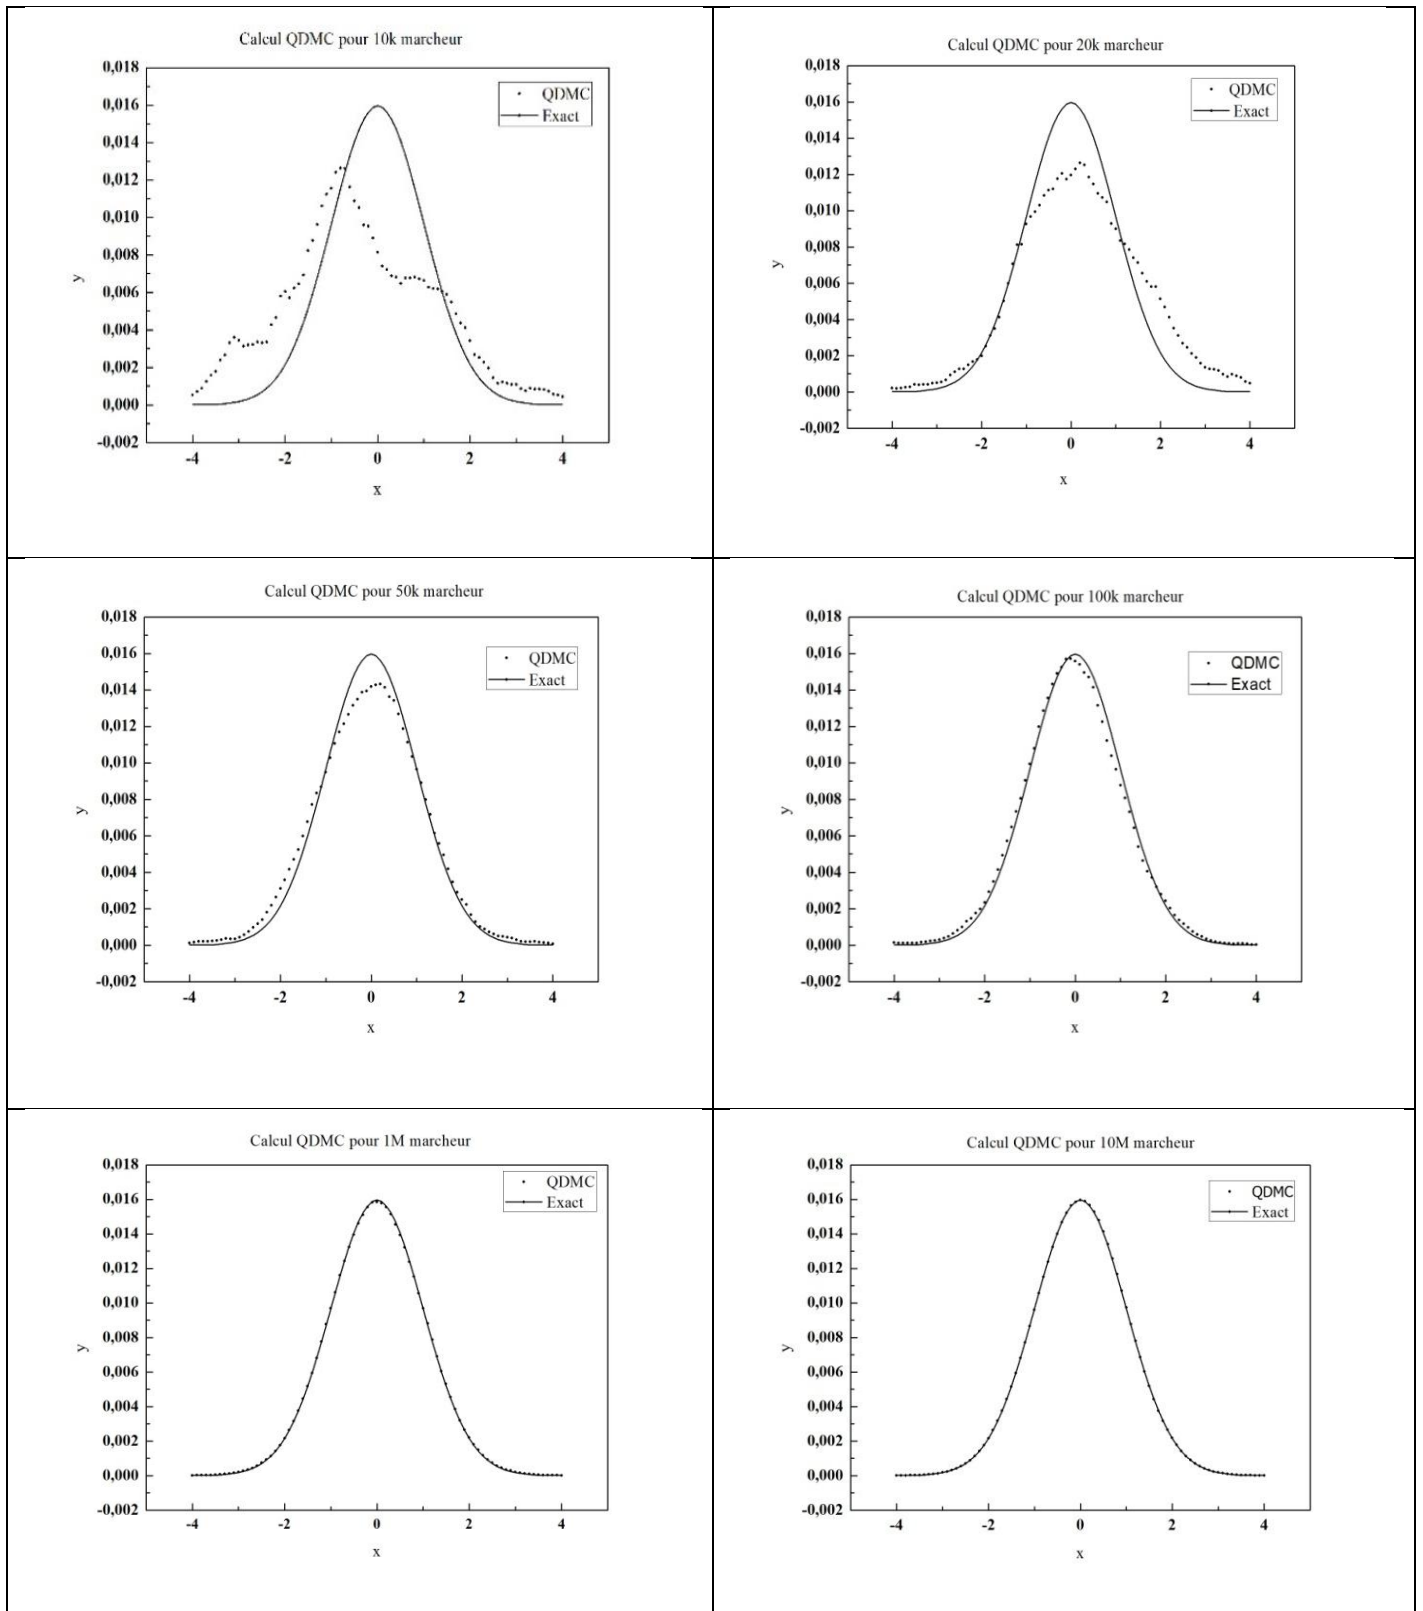 Calcul QDMC pour 10k marcheur
0,018
0,016
0,014
0,012
0,010
0,008
0,006
0,004
0,002
0,000
-0,002
y
QDMC
Exact
-4 -2 0 2 4
x
Calcul QDMC pour 20k marcheur
0,018
0,016
0,014
0,012
0,010
0,008
0,006
0,004
0,002
0,000
-0,002
y
QDMC
Exact
-4 -2 0 2 4
x
Calcul QDMC pour 50k marcheur
0,018
0,016
0,014
0,012
0,010
0,008
0,006
0,004
0,002
0,000
-0,002
y
QDMC
Exact
-4 -2 0 2 4
x
Calcul QDMC pour 100k marcheur
0,018
0,016
0,014
0,012
0,010
0,008
0,006
0,004
0,002
0,000
-0,002
y
QDMC
Exact
-4 -2 0 2 4
x
Calcul QDMC pour 1M marcheur
0,018
0,016
0,014
0,012
0,010
0,008
0,006
0,004
0,002
0,000
-0,002
y
QDMC
Exact
-4 -2 0 2 4
x
Calcul QDMC pour 10M marcheur
0,018
0,016
0,014
0,012
0,010
0,008
0,006
0,004
0,002
0,000
-0,002
y
QDMC
Exact
-4 -2 0 2 4
x